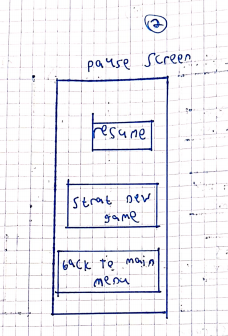 2
pause screen
resume
strat new
game
back to main
menu